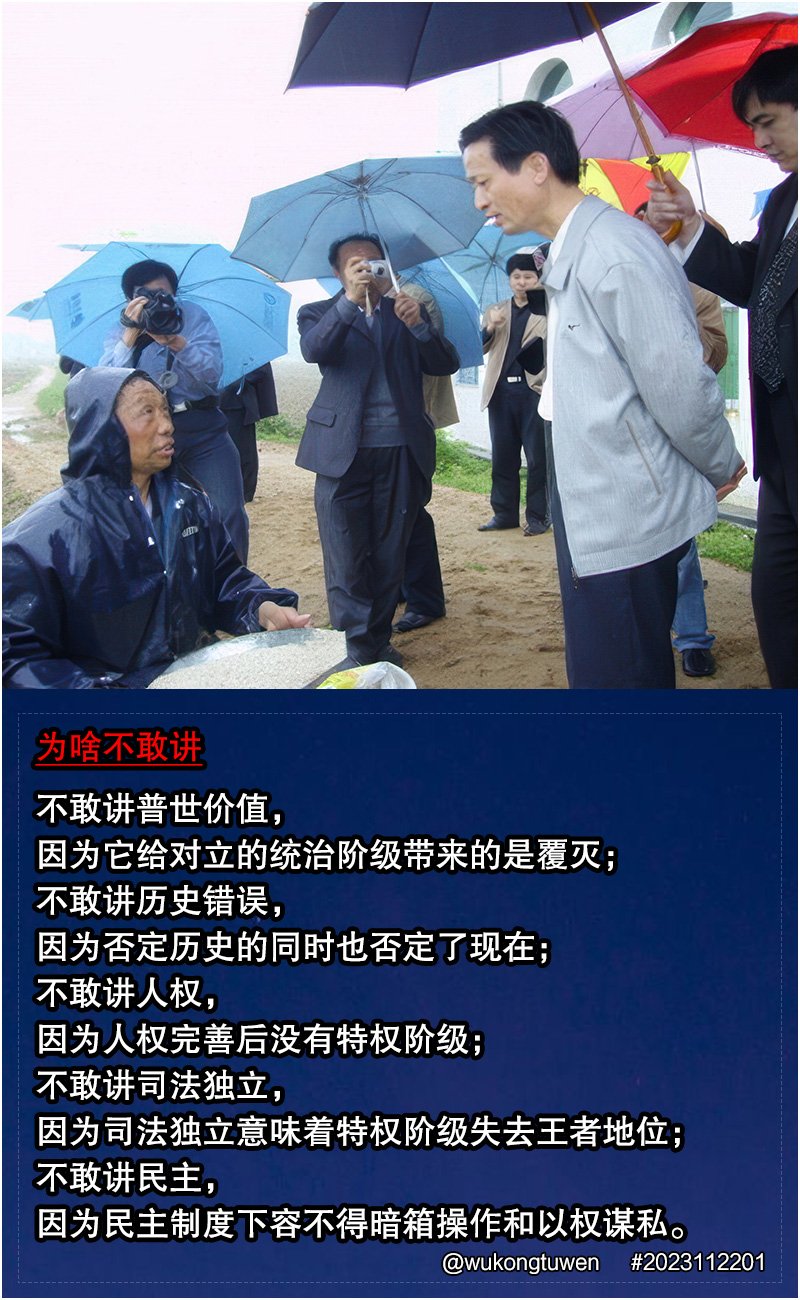 为啥不敢讲
不敢讲普世价值，
因为它给对立的统治阶级带来的是覆灭；
不敢讲历史错误，
因为否定历史的同时也否定了现在；
不敢讲人权，
因为人权完善后没有特权阶级；
不敢讲司法独立，
因为司法独立意味着特权阶级失去王者地位；
不敢讲民主，
因为民主制度下容不得暗箱操作和以权谋私。
@wukongtuwen #2023112201